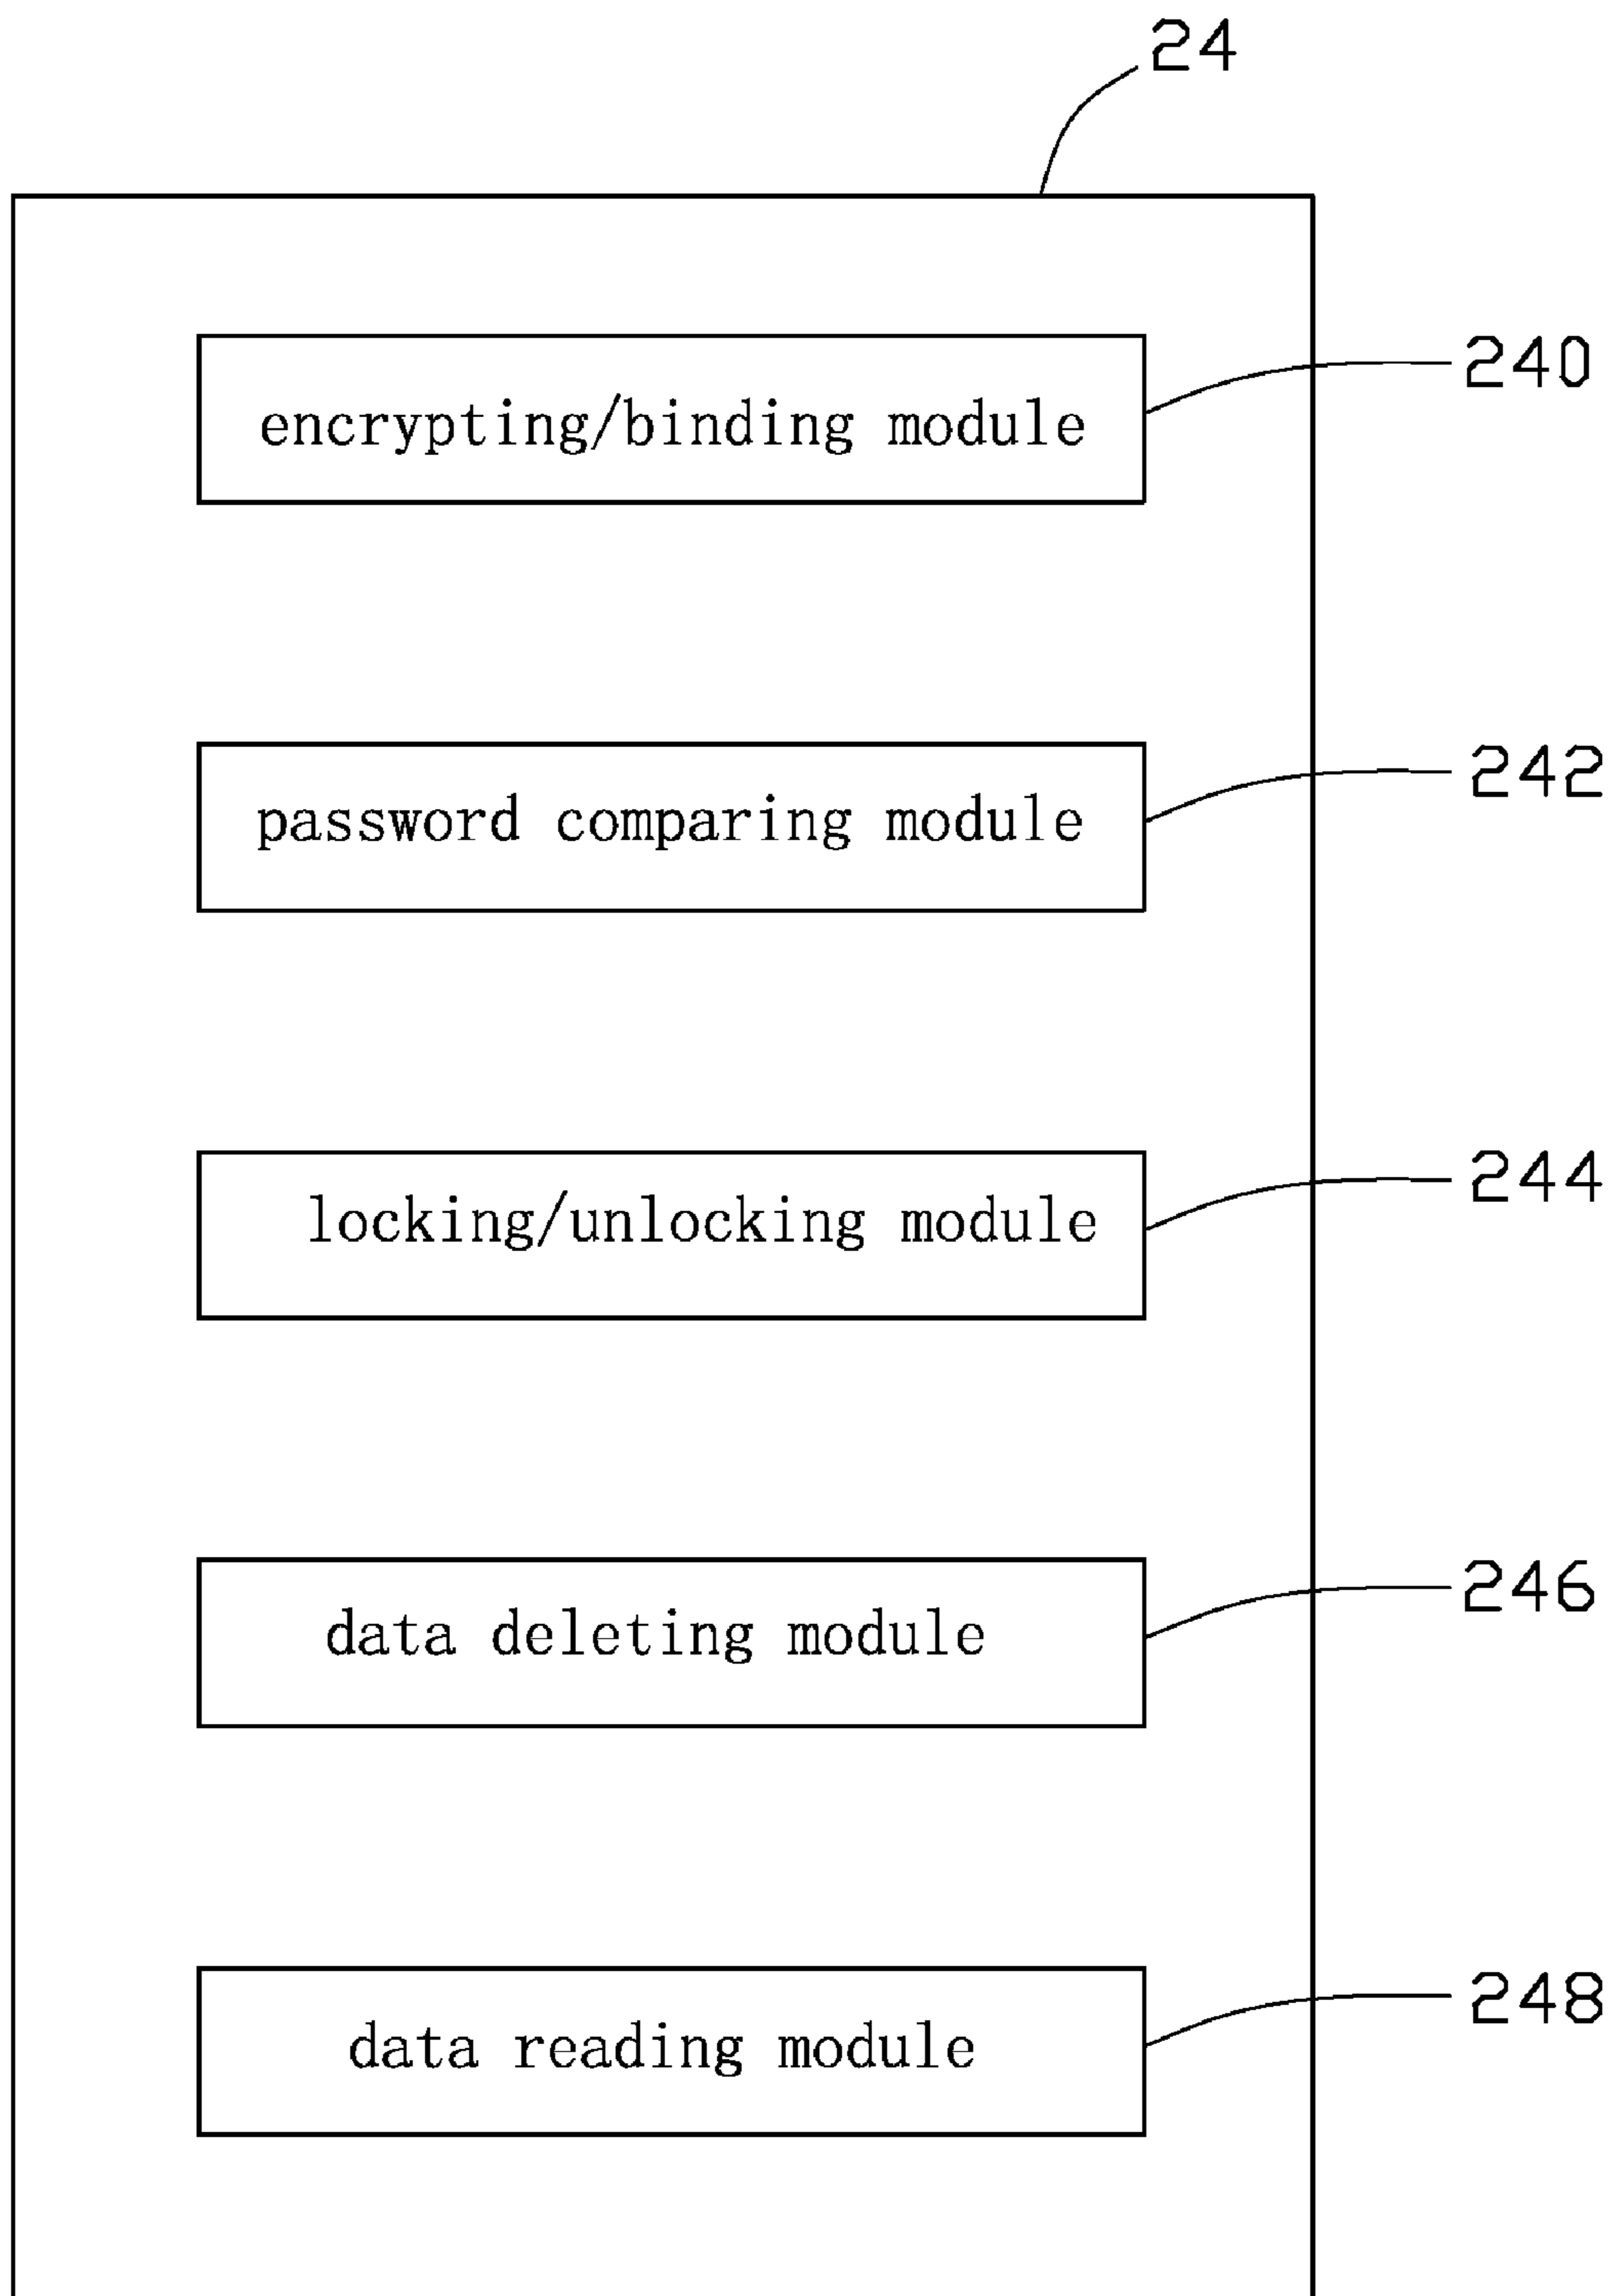 24
encrypting/binding module 240
password comparing module 242
locking/unlocking module 244
data deleting module 246
data reading module 248